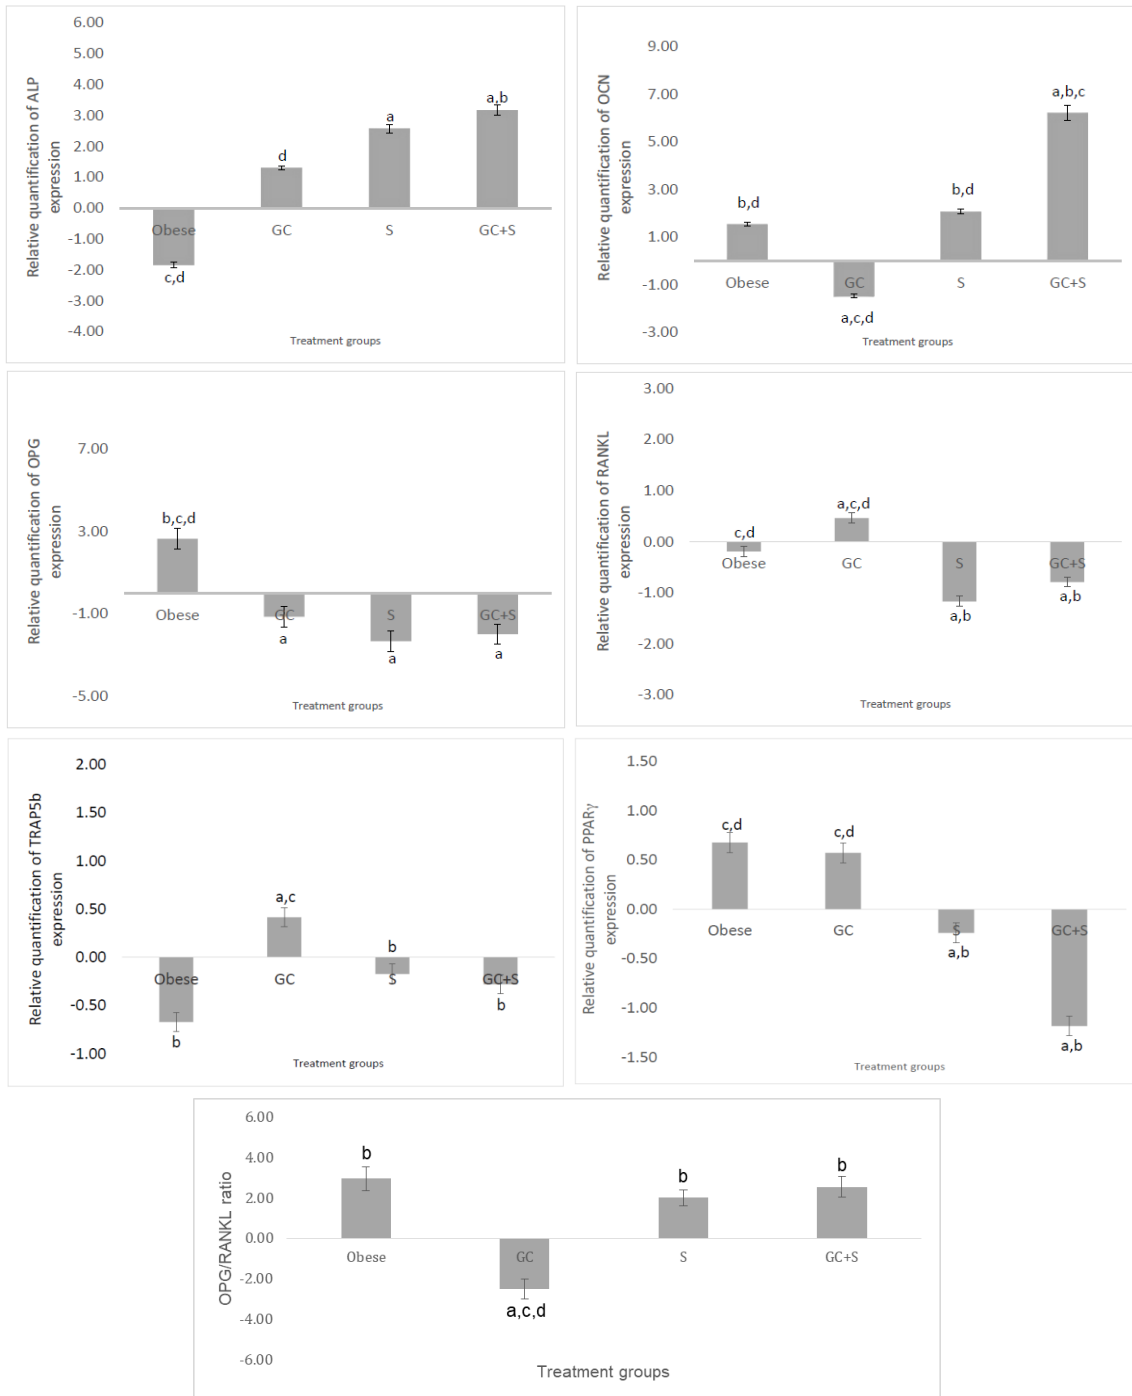 Relative quantification of ALP
expression
6.00
5.00
4.00
3.00
2.00
1.00
0.00
-1.00
-2.00
-3.00
-4.00
c,d
d
a
a,b
Obese GC S GC+S
Treatment groups
Relative quantification of OCN
expression
9.00
7.00
5.00
3.00
1.00
-1.00
-3.00
b,d
a,c,d
b,d
a,b,c
Obese GC S GC+S
Treatment groups
Relative quantification of OPG
expression
7.00
3.00
-1.00
-5.00
b,c,d
a
a
a
Obese GC S GC+S
Treatment groups
Relative quantification of RANKL
expression
3.00
2.00
1.00
0.00
-1.00
-2.00
-3.00
c,d
a,c,d
a,b
a,b
Obese GC S GC+S
Treatment groups
Relative quantification of TRAP5b
expression
2.00
1.50
1.00
0.50
0.00
-0.50
-1.00
b
a,c
b
b
Obese GC S GC+S
Treatment groups
Relative quantification of PPARγ
expression
1.50
1.00
0.50
0.00
-0.50
-1.00
-1.50
c,d
c,d
a,b
a,b
Obese GC S GC+S
Treatment groups
OPG/RANKL ratio
6.00
4.00
2.00
0.00
-2.00
-4.00
-6.00
b
a,c,d
b
b
Obese GC S GC+S
Treatment groups